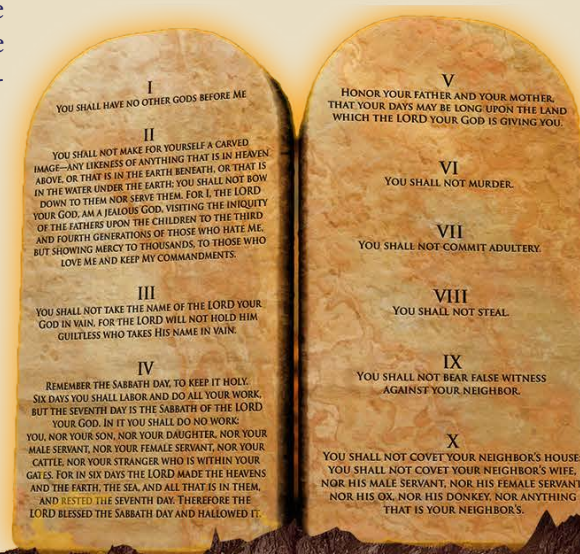 I
YOU SHALL HAVE NO OTHER GODS BEFORE ME
II
YOU SHALL NOT MAKE FOR YOURSELF A CARVED
IMAGE—ANY LIKENESS OF ANYTHING THAT IS IN HEAVEN
ABOVE, OR THAT IS IN THE EARTH BENEATH, OR THAT IS
IN THE WATER UNDER THE EARTH; YOU SHALL NOT BOW
DOWN TO THEM NOR SERVE THEM. FOR I, THE LORD
YOUR GOD, AM A JEALOUS GOD, VISITING THE INIQUITY
OF THE FATHERS UPON THE CHILDREN TO THE THIRD
AND FOURTH GENERATIONS OF THOSE WHO HATE ME,
BUT SHOWING MERCY TO THOUSANDS, TO THOSE WHO
LOVE ME AND KEEP MY COMMANDMENTS.
III
YOU SHALL NOT TAKE THE NAME OF THE LORD YOUR
GOD IN VAIN, FOR THE LORD WILL NOT HOLD HIM
GUILTLESS WHO TAKES HIS NAME IN VAIN.
IV
REMEMBER THE SABBATH DAY, TO KEEP IT HOLY.
SIX DAYS YOU SHALL LABOR AND DO ALL YOUR WORK,
BUT THE SEVENTH DAY IS THE SABBATH OF THE LORD
YOUR GOD. IN IT YOU SHALL DO NO WORK:
YOU, NOR YOUR SON, NOR YOUR DAUGHTER, NOR YOUR
MALE SERVANT, NOR YOUR FEMALE SERVANT, NOR YOUR
CATTLE, NOR YOUR STRANGER WHO IS WITHIN YOUR
GATES. FOR IN SIX DAYS THE LORD MADE THE HEAVENS
AND THE EARTH, THE SEA, AND ALL THAT IS IN THEM,
AND RESTED THE SEVENTH DAY. THEREFORE THE
LORD BLESSED THE SABBATH DAY AND HALLOWED IT.
V
HONOR YOUR FATHER AND YOUR MOTHER,
THAT YOUR DAYS MAY BE LONG UPON THE LAND
WHICH THE LORD YOUR GOD IS GIVING YOU.
VI
YOU SHALL NOT MURDER.
VII
YOU SHALL NOT COMMIT ADULTERY.
VIII
YOU SHALL NOT STEAL.
IX
YOU SHALL NOT BEAR FALSE WITNESS
AGAINST YOUR NEIGHBOR.
X
YOU SHALL NOT COVET YOUR NEIGHBOR'S HOUSE
YOU SHALL NOT COVET YOUR NEIGHBOR'S WIFE,
NOR HIS MALE SERVANT, NOR HIS FEMALE SERVANT
NOR HIS OX, NOR HIS DONKEY, NOR ANYTHING
THAT IS YOUR NEIGHBOR'S.